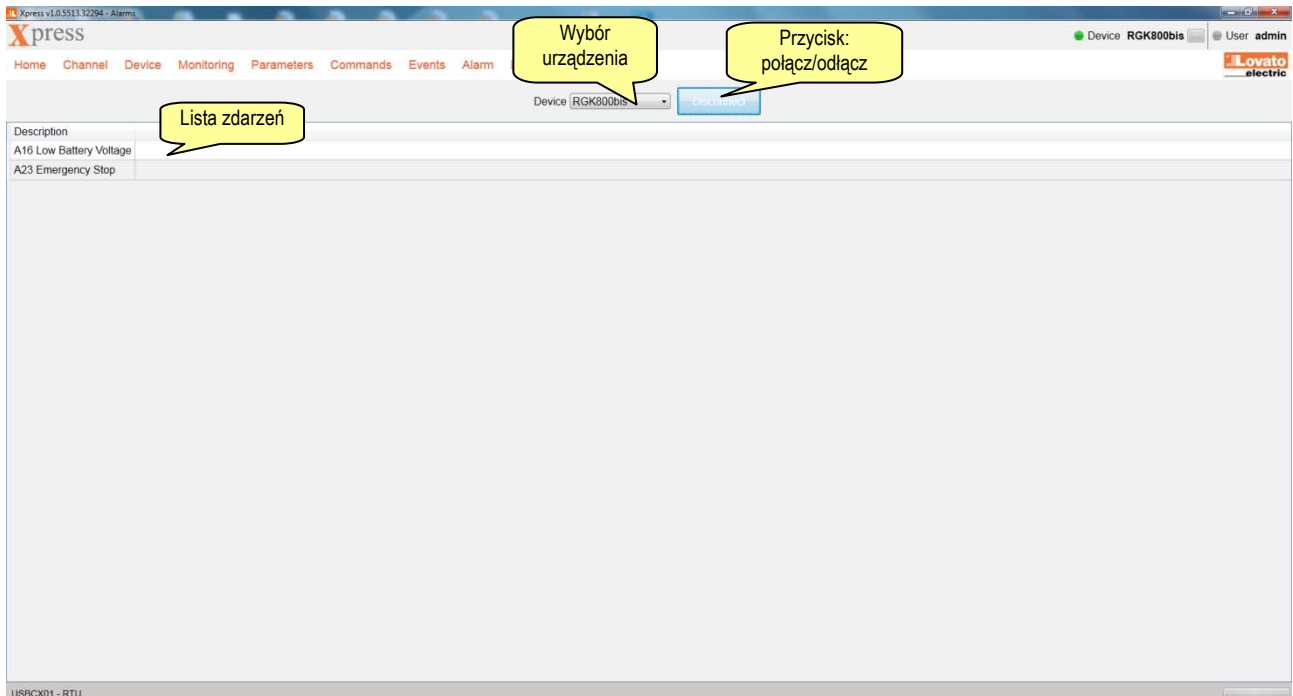 Xpress v1.0.5513.32294 - Alarms
Xpress
Device RGK800bis
User admin
Home Channel Device Monitoring Parameters Commands Events Alarm
Lovato
electric
Wybór
urządzenia
Przycisk:
połącz/odłącz
Device RGK800bis
Disconnect
Lista zdarzeń
Description
A16 Low Battery Voltage
A23 Emergency Stop
USBCX01 - RTU